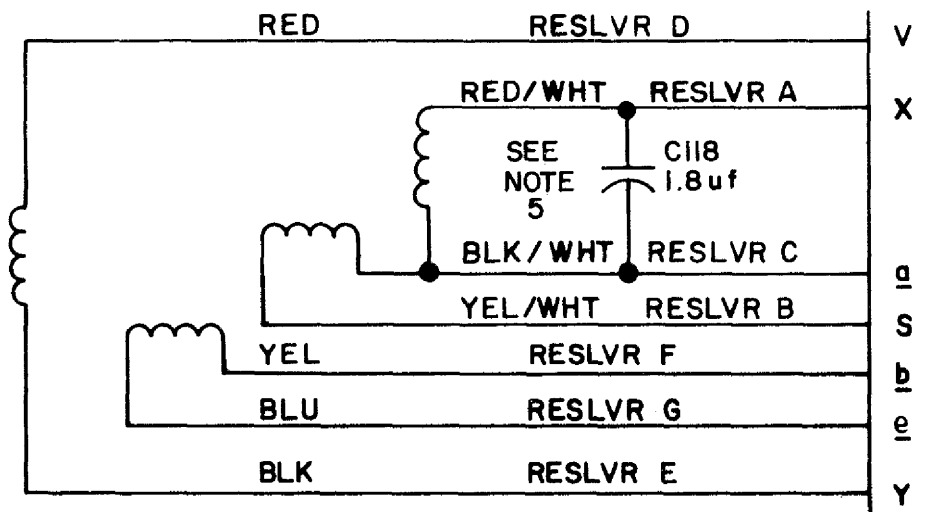 RED RESLVR D V
RED/WHT RESLVR A X
SEE NOTE 5
C118 1.8uf
BLK/WHT RESLVR C a
YEL/WHT RESLVR B S
YEL RESLVR F b
BLU RESLVR G e
BLK RESLVR E Y